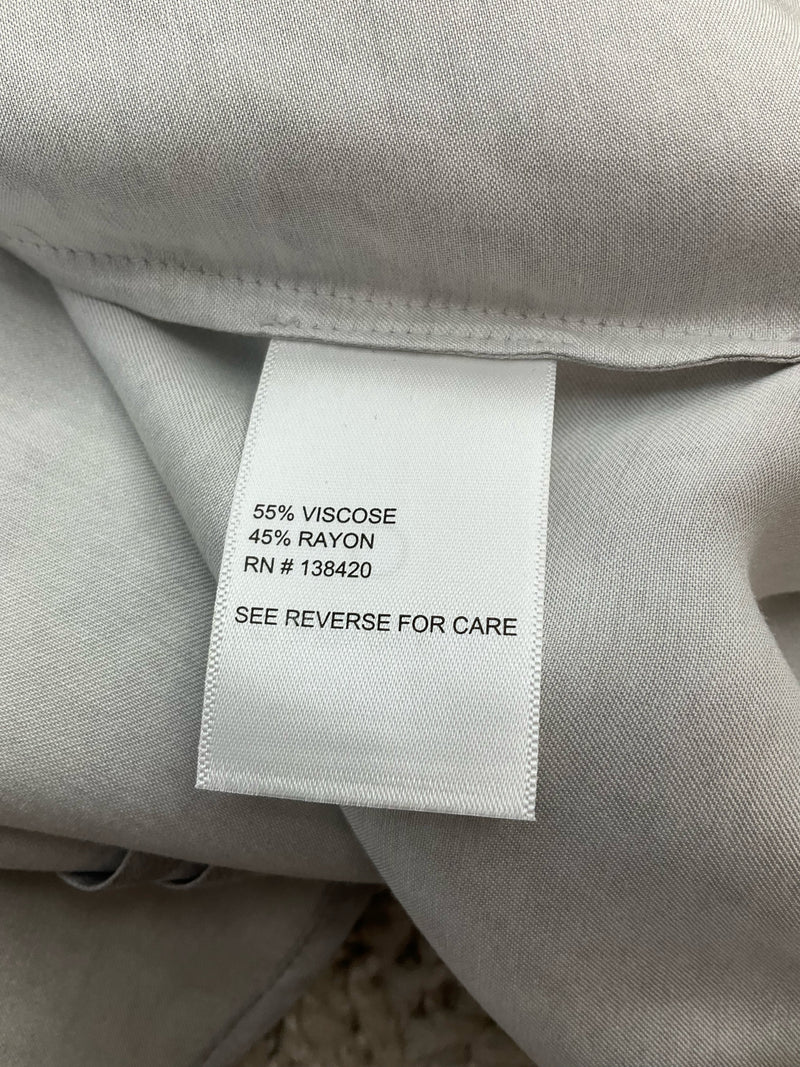 55% VISCOSE
45% RAYON
RN # 138420
SEE REVERSE FOR CARE